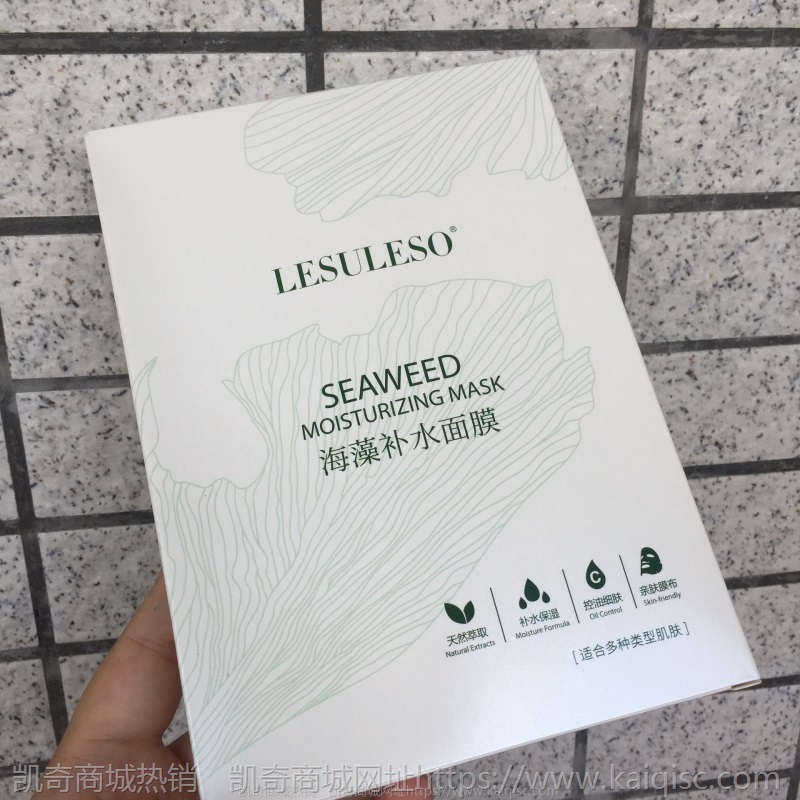 LESULESO®
SEAWEED
MOISTURIZING MASK
海藻补水面膜
天然萃取
Natural Extracts
补水保湿
Moisture Formula
C
控油细肤
Oil Control
亲肤膜布
Skin-friendly
[适合多种类型肌肤]
凯奇商城热销 凯奇商城网址https://www.kaiqisc.com